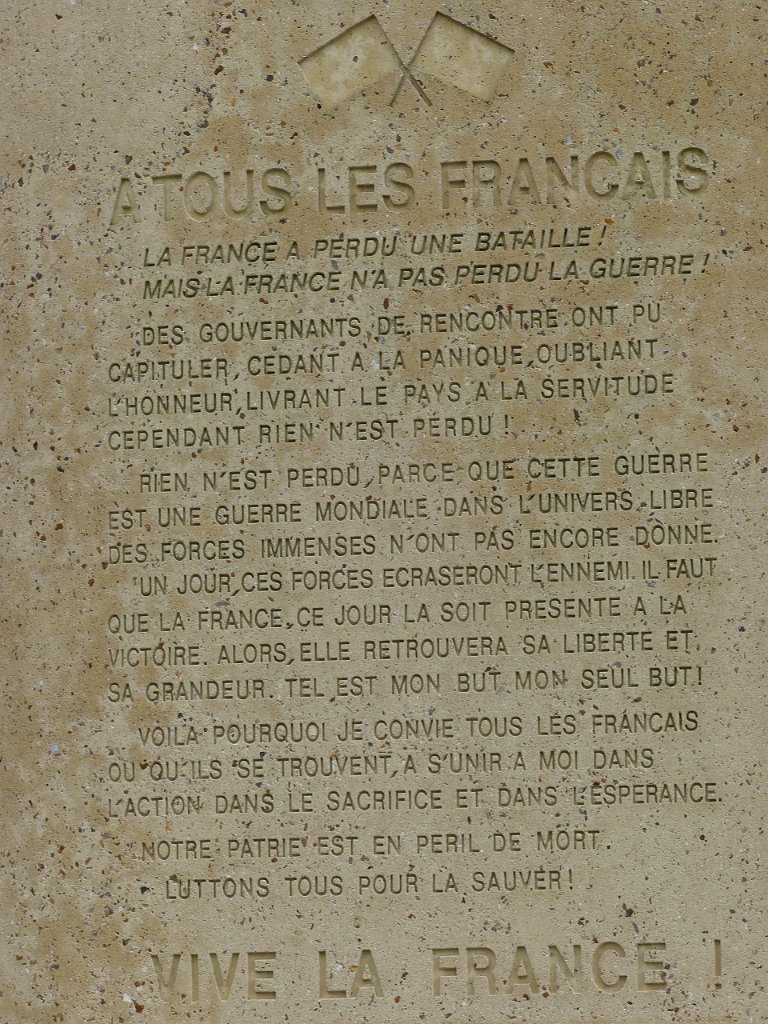 A TOUS LES FRANCAIS
LA FRANCE A PERDU UNE BATAILLE !
MAIS LA FRANCE N'A PAS PERDU LA GUERRE !
DES GOUVERNANTS DE RENCONTRE ONT PU
CAPITULER, CEDANT A LA PANIQUE, OUBLIANT
L'HONNEUR, LIVRANT LE PAYS A LA SERVITUDE
CEPENDANT RIEN N'EST PERDU !
RIEN N'EST PERDU, PARCE QUE CETTE GUERRE
EST UNE GUERRE MONDIALE DANS L'UNIVERS LIBRE
DES FORCES IMMENSES N'ONT PAS ENCORE DONNE.
UN JOUR, CES FORCES ECRASERONT L'ENNEMI. IL FAUT
QUE LA FRANCE, CE JOUR LA SOIT PRESENTE A LA
VICTOIRE. ALORS, ELLE RETROUVERA SA LIBERTE ET
SA GRANDEUR. TEL EST MON BUT MON SEUL BUT!
VOILA POURQUOI JE CONVIE TOUS LES FRANCAIS
OU QU'ILS SE TROUVENT, A S'UNIR A MOI DANS
L'ACTION DANS LE SACRIFICE ET DANS L'ESPERANCE.
NOTRE PATRIE EST EN PERIL DE MORT.
LUTTONS TOUS POUR LA SAUVER!
VIVE LA FRANCE !